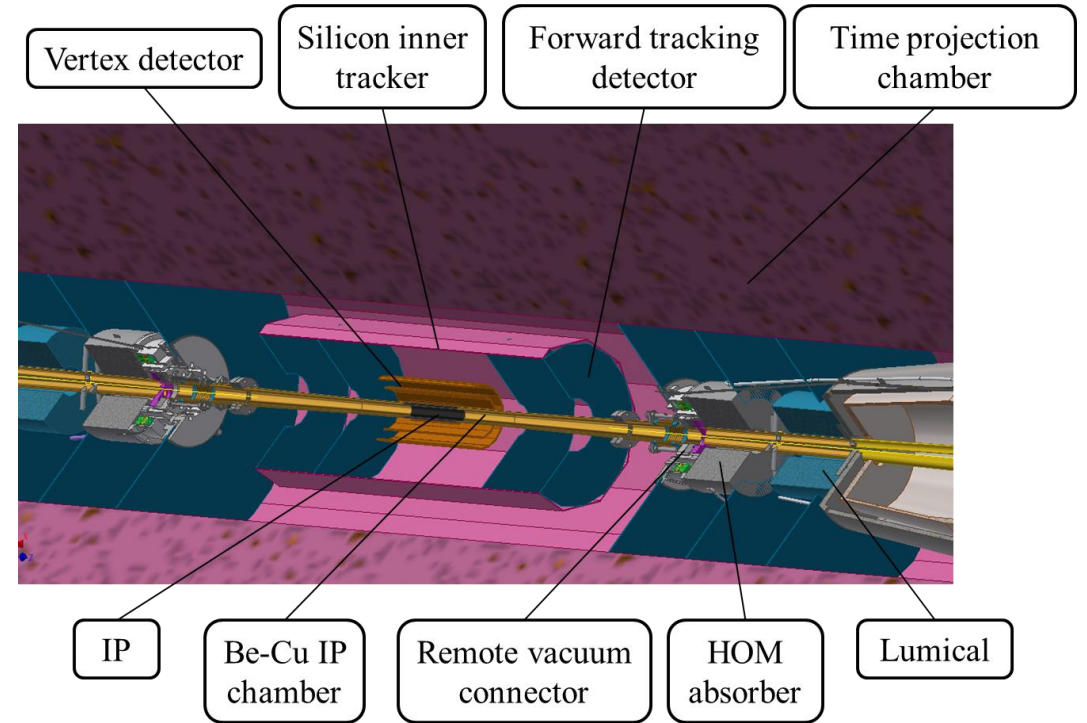 Vertex detector
Silicon inner
tracker
Forward tracking
detector
Time projection
chamber
IP
Be-Cu IP
chamber
Remote vacuum
connector
HOM
absorber
Lumical